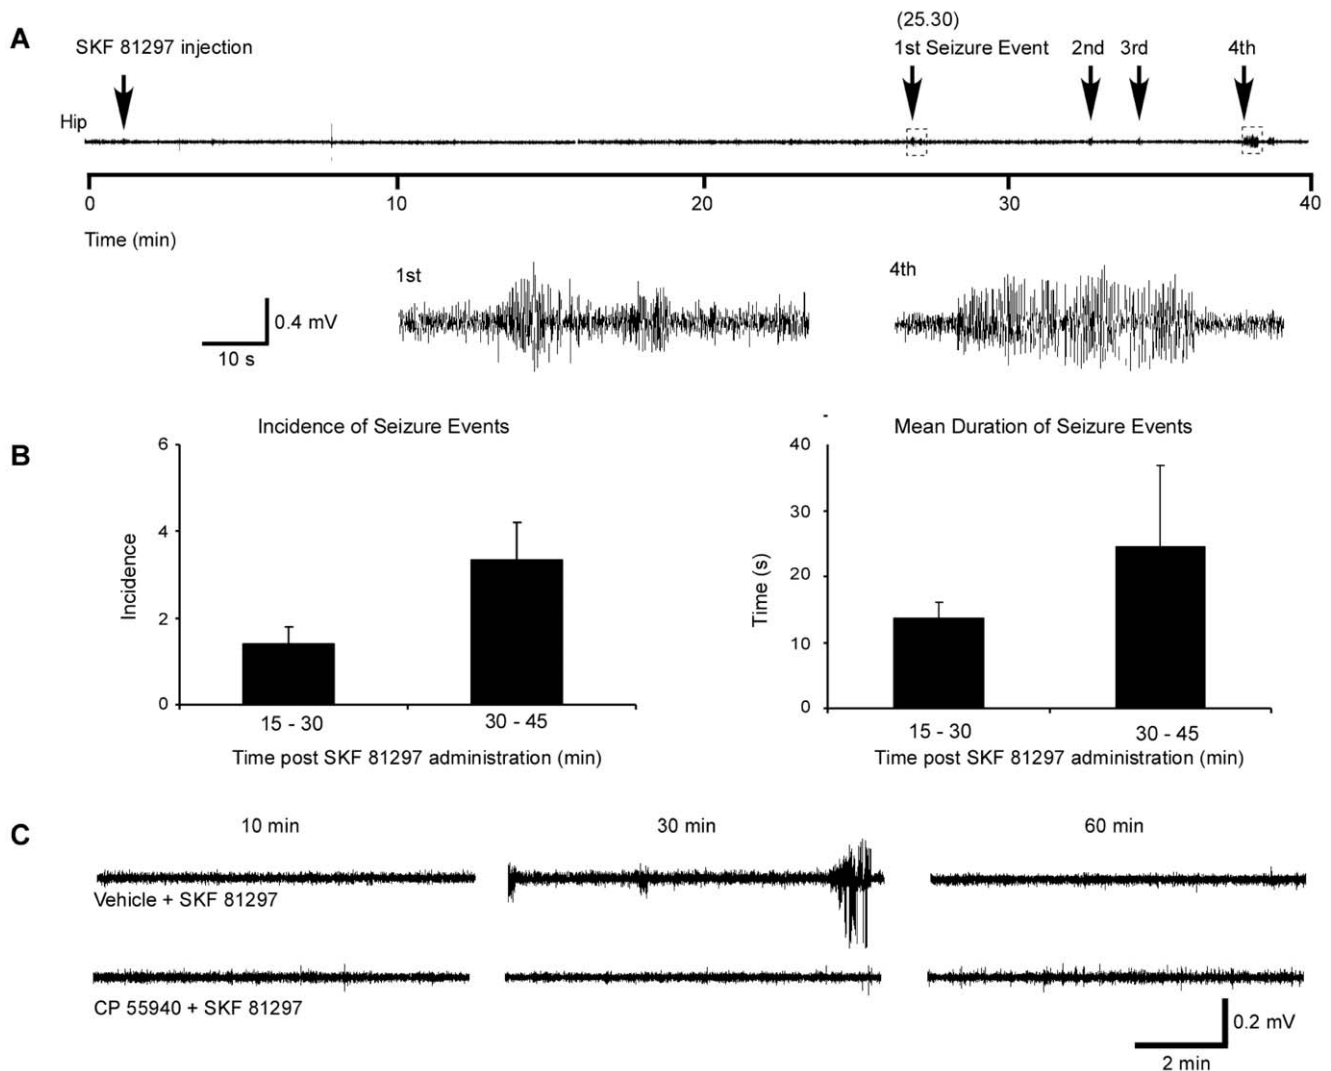 A
SKF 81297 injection
(25.30)
1st Seizure Event
2nd
3rd
4th
Hip
0
10
20
30
40
Time (min)
1st
4th
0.4 mV
10 s
B
Incidence of Seizure Events
6
4
2
0
Incidence
15 - 30
30 - 45
Time post SKF 81297 administration (min)
Mean Duration of Seizure Events
40
30
20
10
0
Time (s)
15 - 30
30 - 45
Time post SKF 81297 administration (min)
C
10 min
30 min
60 min
Vehicle + SKF 81297
CP 55940 + SKF 81297
0.2 mV
2 min